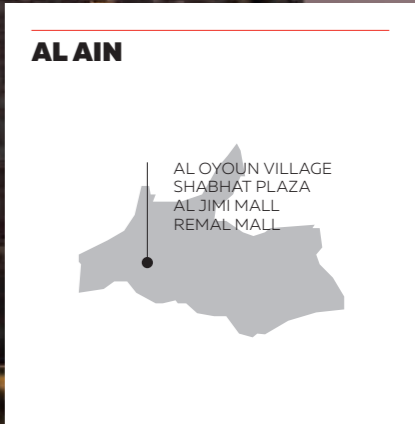 AL AIN
AL OYOUN VILLAGE
SHABHAT PLAZA
AL JIMI MALL
REMAL MALL